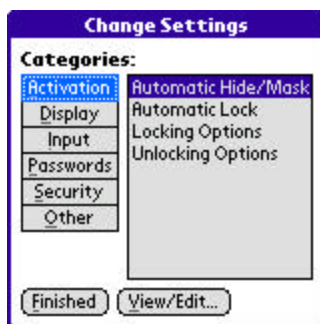 Change Settings
Categories:
Activation
Display
Input
Passwords
Security
Other
Automatic Hide/Mask
Automatic Lock
Locking Options
Unlocking Options
Finished
View/Edit...